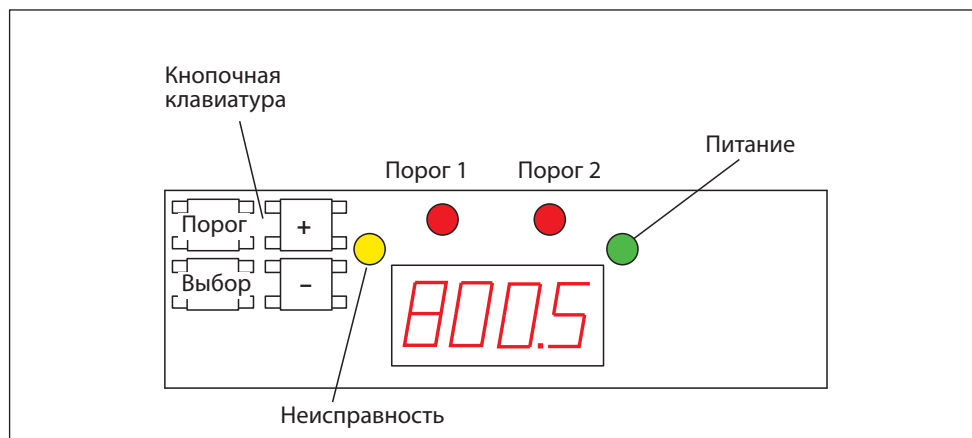 Кнопочная
клавиатура
Питание
Порог 1
Порог 2
Порог
+
Выбор
–
800.5
Неисправность